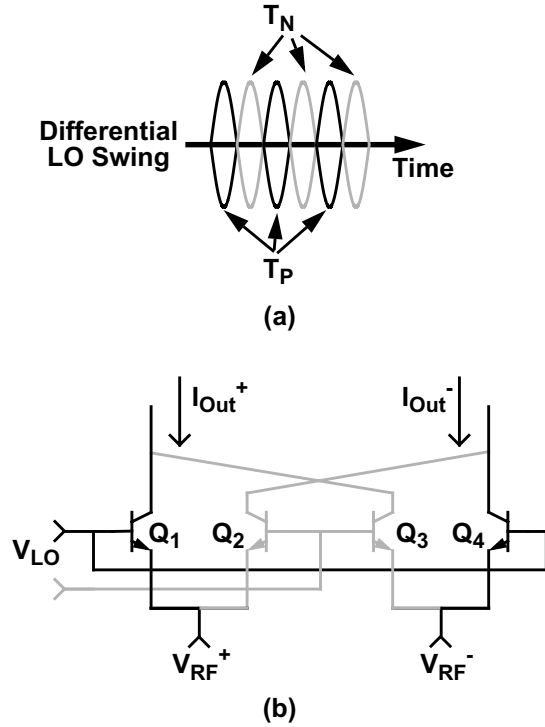 T_N
Differential
LO Swing
Time
T_P
(a)
I_Out^+
I_Out^-
Q_1
Q_2
Q_3
Q_4
V_LO
V_RF^+
V_RF^-
(b)